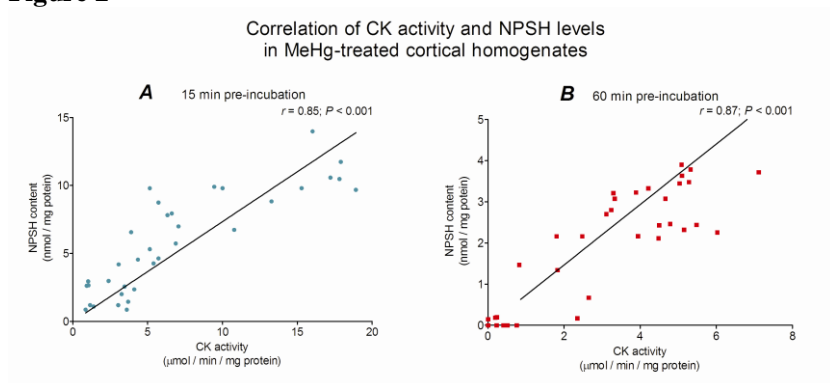 Correlation of CK activity and NPSH levels
in MeHg-treated cortical homogenates
A 15 min pre-incubation
r = 0.85; P < 0.001
15
10
5
0
0 5 10 15 20
NPSH content
(nmol / mg potein)
CK activity
(μmol / min / mg protein)
B 60 min pre-incubation
r = 0.87; P < 0.001
5
4
3
2
1
0
0 2 4 6 8
NPSH content
(nmol / mg protein)
CK activity
(μmol / min / mg protein)